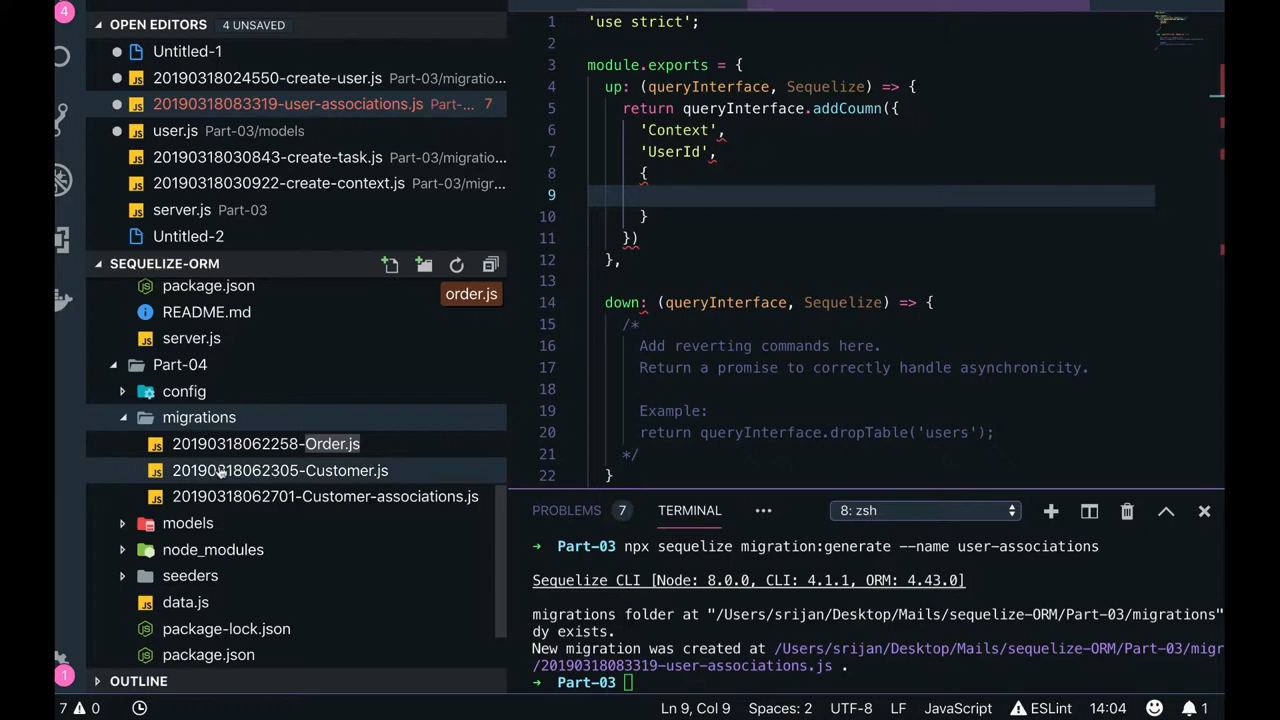 4
OPEN EDITORS 4 UNSAVED
Untitled-1
20190318024550-create-user.js Part-03/migratio...
20190318083319-user-associations.js Part-... 7
user.js Part-03/models
20190318030843-create-task.js Part-03/migratio...
20190318030922-create-context.js Part-03/migr...
server.js Part-03
Untitled-2
SEQUELIZE-ORM
package.json
order.js
README.md
server.js
Part-04
config
migrations
20190318062258-Order.js
20190318062305-Customer.js
20190318062701-Customer-associations.js
models
node_modules
seeders
data.js
package-lock.json
package.json
OUTLINE
1
1 'use strict';
2
3 module.exports = {
4 up: (queryInterface, Sequelize) => {
5 return queryInterface.addCoumn({
6 'Context',
7 'UserId',
8 {
9
10 }
11 })
12 },
13
14 down: (queryInterface, Sequelize) => {
15 /*
16 Add reverting commands here.
17 Return a promise to correctly handle asynchronicity.
18
19 Example:
20 return queryInterface.dropTable('users');
21 */
22 }
PROBLEMS 7 TERMINAL ••• 8: zsh
➜ Part-03 npx sequelize migration:generate --name user-associations
Sequelize CLI [Node: 8.0.0, CLI: 4.1.1, ORM: 4.43.0]
migrations folder at "/Users/srijan/Desktop/Mails/sequelize-ORM/Part-03/migrations"
dy exists.
New migration was created at /Users/srijan/Desktop/Mails/sequelize-ORM/Part-03/migr
/20190318083319-user-associations.js .
➜ Part-03
7 0 Ln 9, Col 9 Spaces: 2 UTF-8 LF JavaScript ESLint 14:04 1